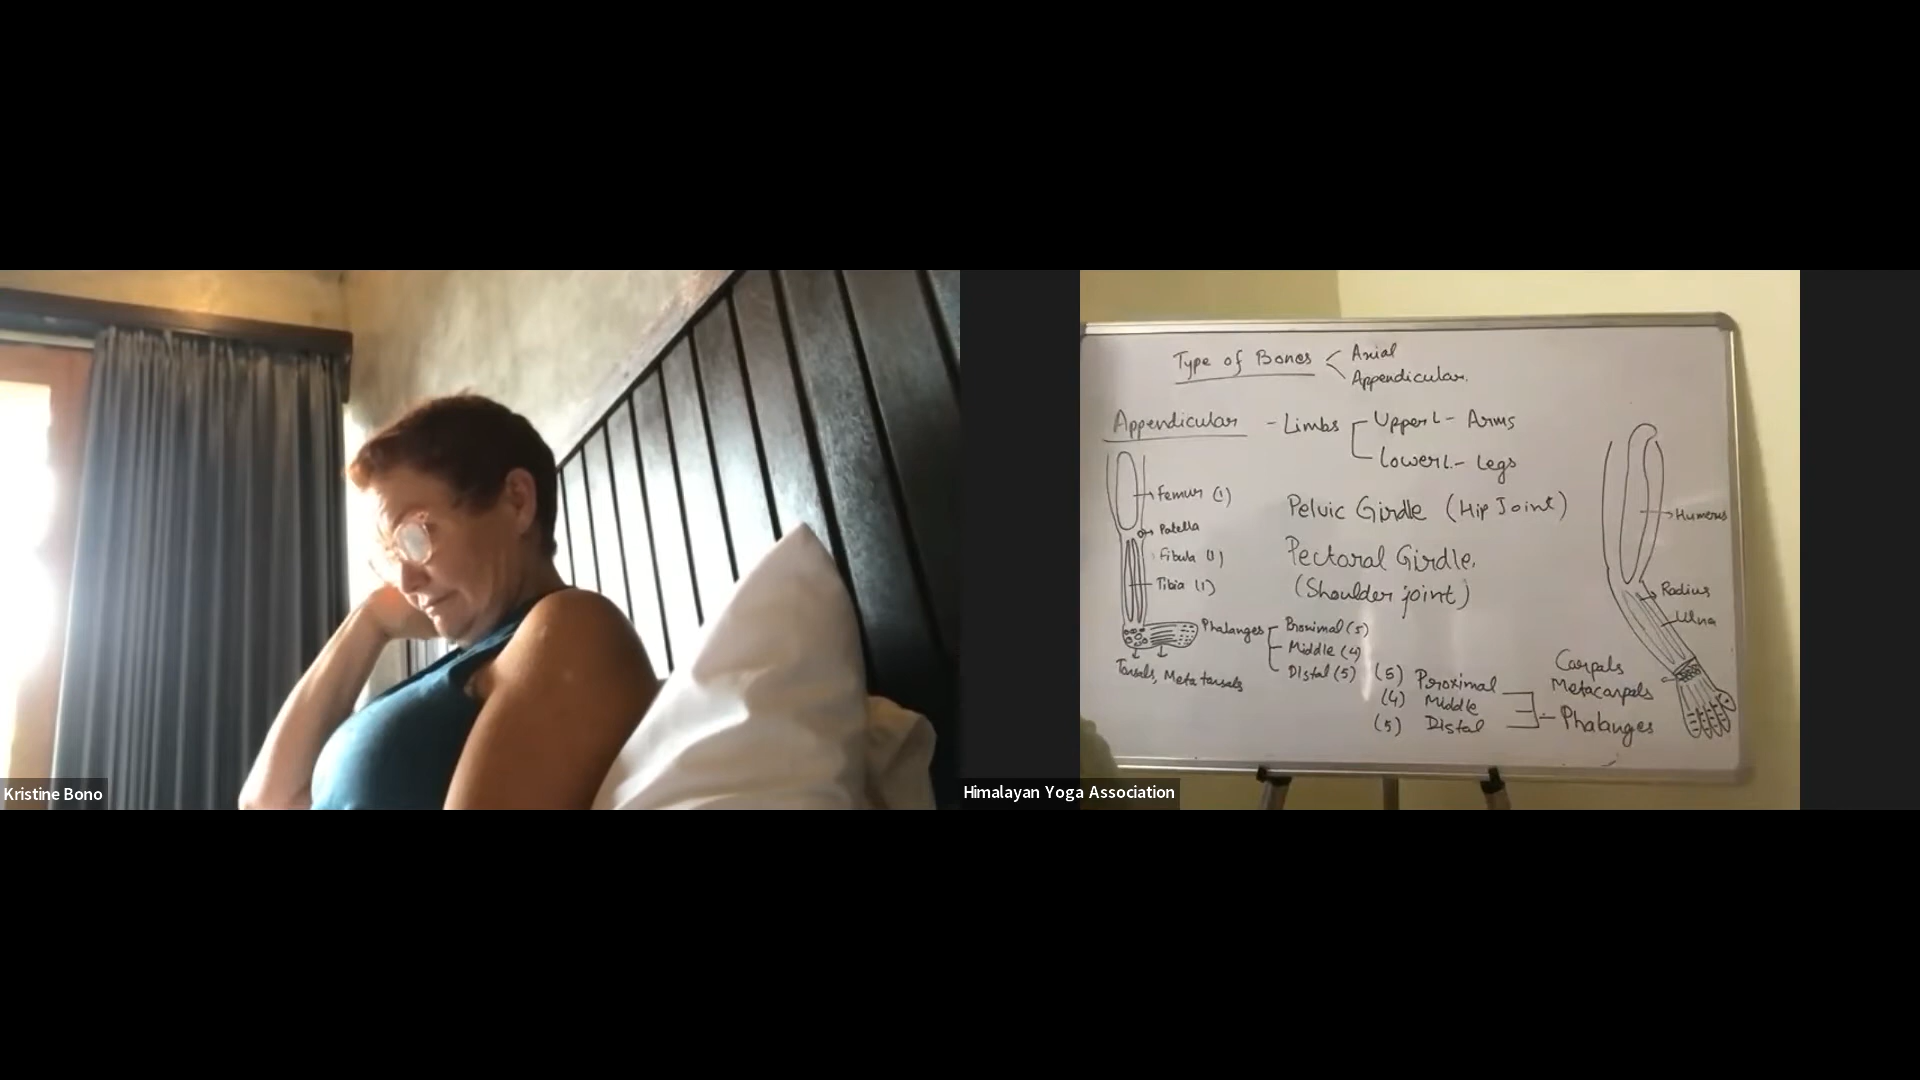 Type of Bones
Axial
Appendicular.
Appendicular - Limbs
Upper L - Arms
Lower L. - Legs
Femur (1)
Patella
Fibula (1)
Tibia (1)
Phalanges
Proximal (5)
Middle (4)
Distal (5)
Tarsals, Meta tarsals
Pelvic Girdle (Hip Joint)
Pectoral Girdle.
(Shoulder joint)
Humerus
Radius
Ulna
Carpals
Metacarpals
(5) Proximal
(4) Middle
(5) Distal
Phalanges
Kristine Bono
Himalayan Yoga Association